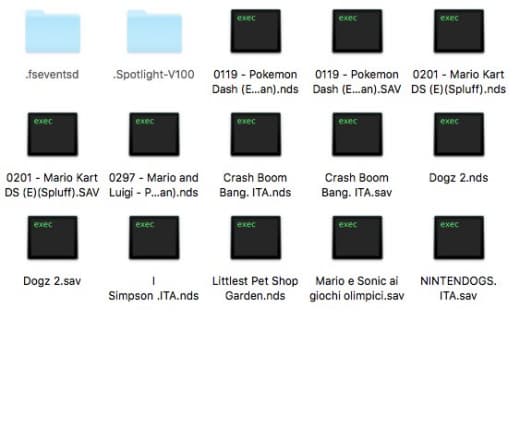 exec exec exec
.fseventsd .Spotlight-V100 0119 - Pokemon 0119 - Pokemon 0201 - Mario Kart
Dash (E...an).nds Dash (E...an).SAV DS (E)(Spluff).nds
exec exec exec exec exec
0201 - Mario Kart 0297 - Mario and Crash Boom Crash Boom Dogz 2.nds
DS (E)(Spluff).SAV Luigi - P...an).nds Bang. ITA.nds Bang. ITA.sav
exec exec exec exec exec
Dogz 2.sav I Littlest Pet Shop Mario e Sonic ai NINTENDOGS.
Simpson .ITA.nds Garden.nds giochi olimpici.sav ITA.sav